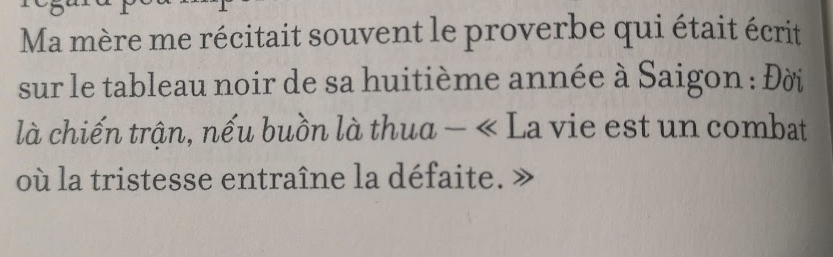 Ma mère me récitait souvent le proverbe qui était écrit
sur le tableau noir de sa huitième année à Saigon : Đời
là chiến trận, nếu buồn là thua – « La vie est un combat
où la tristesse entraîne la défaite. »